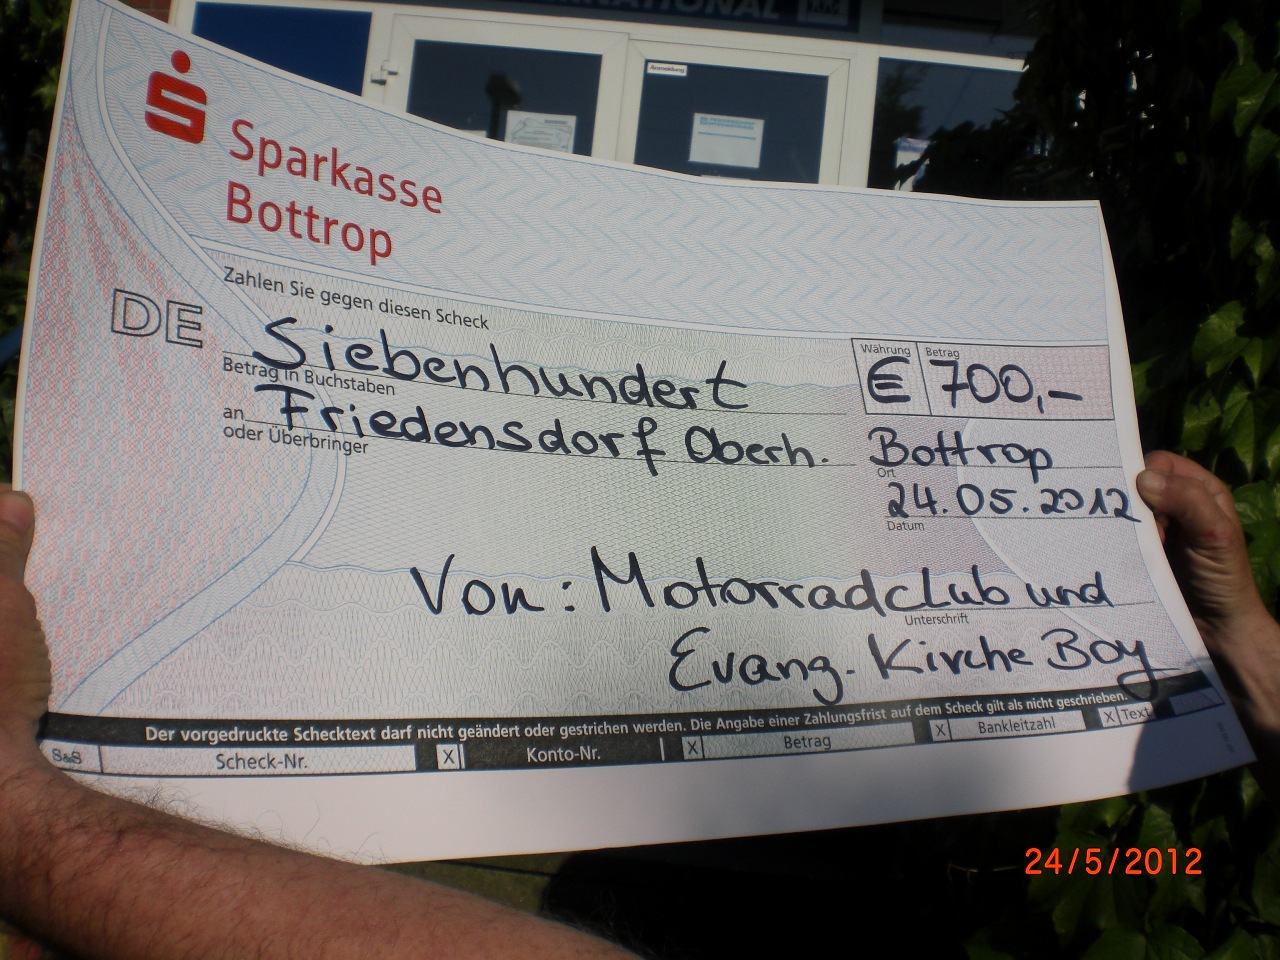 NATIONAL
Anmeldung
Sparkasse
Bottrop
DE
Zahlen Sie gegen diesen Scheck
Siebenhundert
Betrag in Buchstaben
Währung
€
Betrag
700,-
an Friedensdorf Oberh.
oder Überbringer
Bottrop
Ort
24.05.2012
Datum
Von: Motorradclub und
Unterschrift
Evang. Kirche Boy
Der vorgedruckte Schecktext darf nicht geändert oder gestrichen werden. Die Angabe einer Zahlungsfrist auf dem Scheck gilt als nicht geschrieben.
S&S Scheck-Nr. X Konto-Nr. X Betrag X Bankleitzahl X Text
24/5/2012